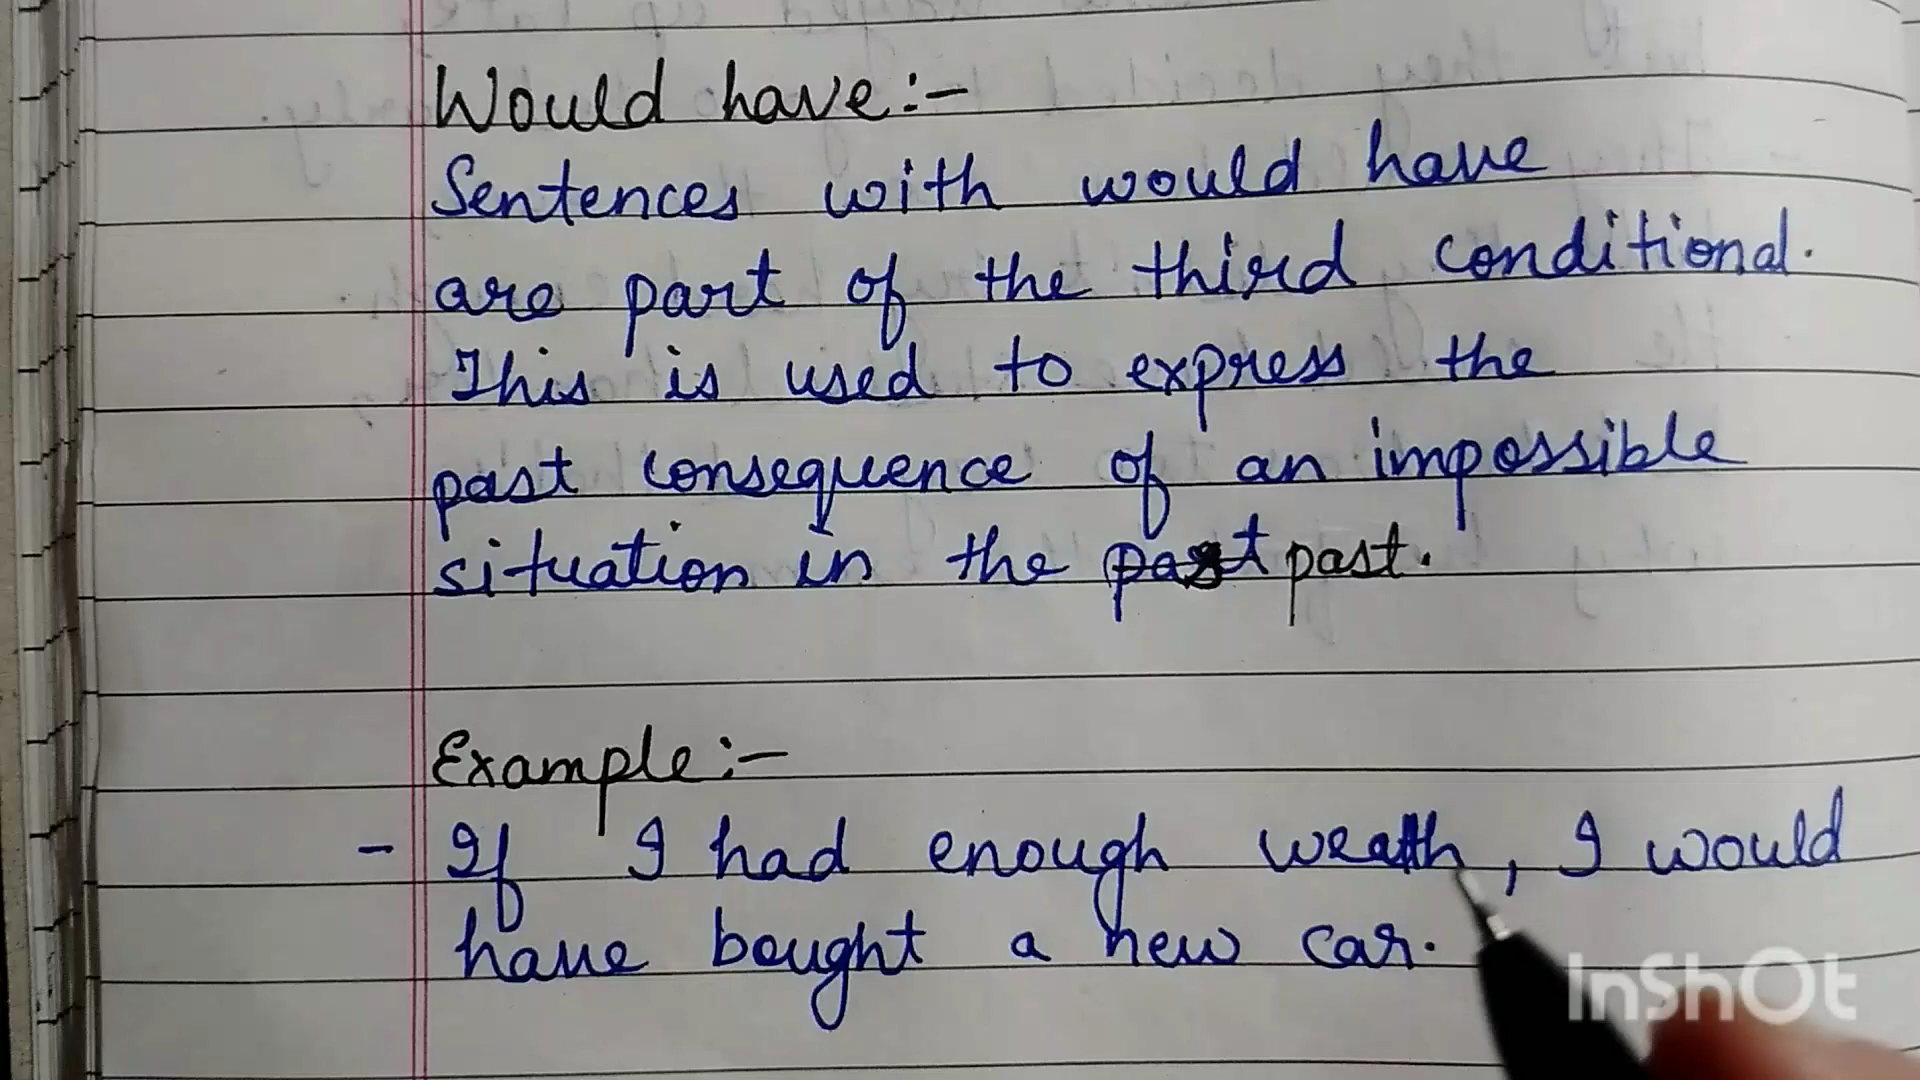 Would have:-
Sentences with would have
are part of the third conditional.
This is used to express the
past consequence of an impossible
situation in the past past.
Example:-
- If I had enough wealth, I would
have bought a new car.
InShOt